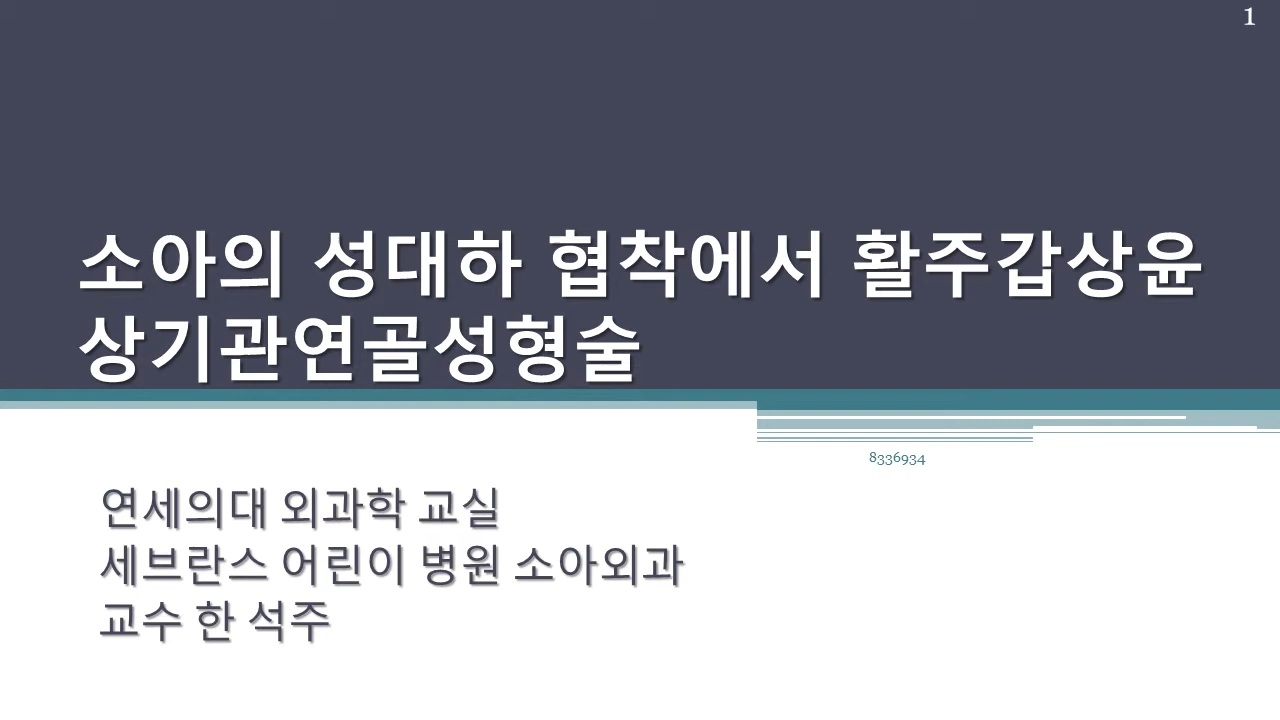 1
소아의 성대하 협착에서 활주갑상윤
상기관연골성형술
8336934
연세의대 외과학 교실
세브란스 어린이 병원 소아외과
교수 한 석주